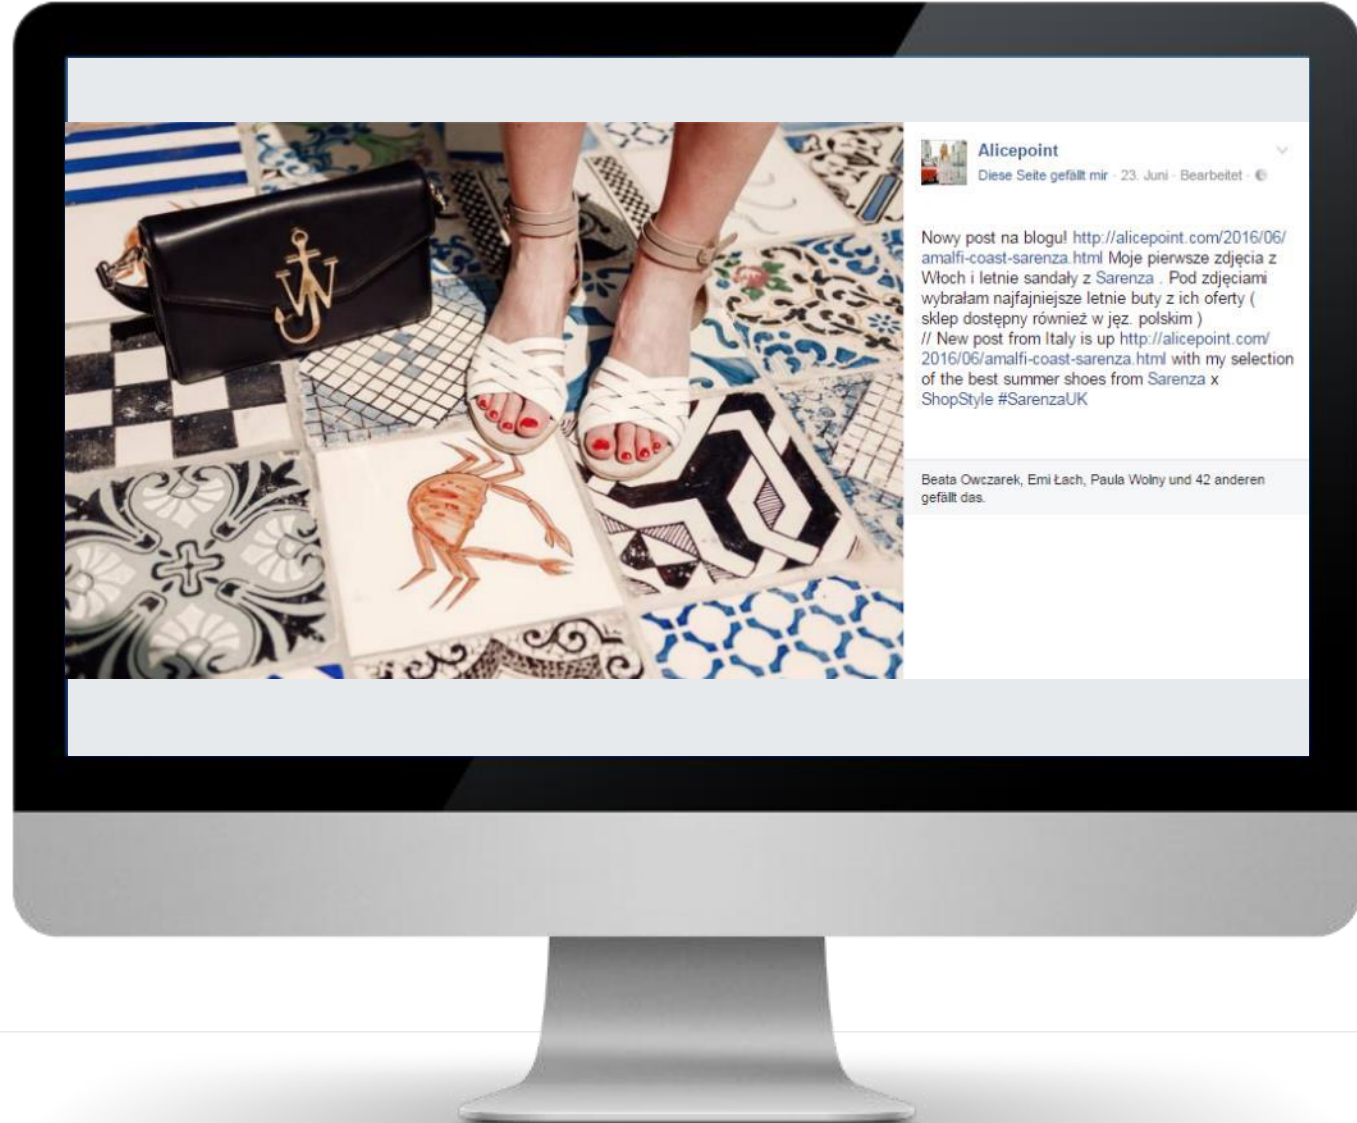 Alicepoint
Diese Seite gefällt mir · 23. Juni · Bearbeitet ·
Nowy post na blogu! http://alicepoint.com/2016/06/
amalfi-coast-sarenza.html Moje pierwsze zdjęcia z
Włoch i letnie sandały z Sarenza . Pod zdjęciami
wybrałam najfajniejsze letnie buty z ich oferty (
sklep dostępny również w jęz. polskim )
// New post from Italy is up http://alicepoint.com/
2016/06/amalfi-coast-sarenza.html with my selection
of the best summer shoes from Sarenza x
ShopStyle #SarenzaUK
Beata Owczarek, Emi Łach, Paula Wolny und 42 anderen
gefällt das.